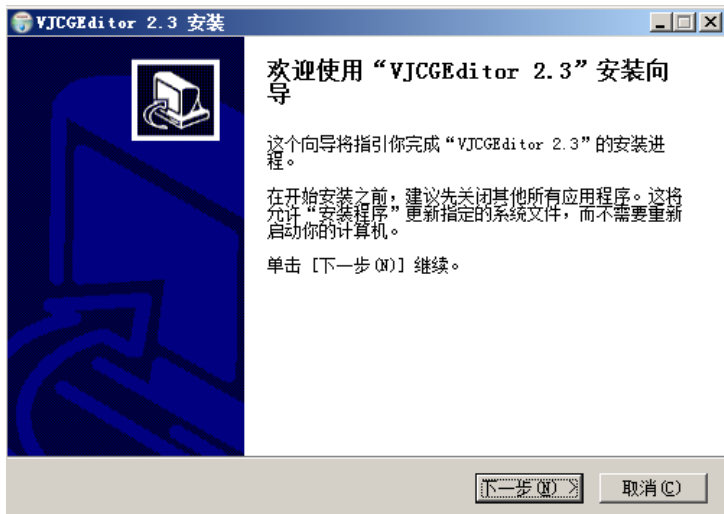 VJCGEditor 2.3 安装
欢迎使用“VJCGEditor 2.3”安装向
导
这个向导将指引你完成“VJCGEditor 2.3”的安装进
程。
在开始安装之前，建议先关闭其他所有应用程序。这将
允许“安装程序”更新指定的系统文件，而不需要重新
启动你的计算机。
单击 [下一步(N)] 继续。
下一步(N) >
取消(C)